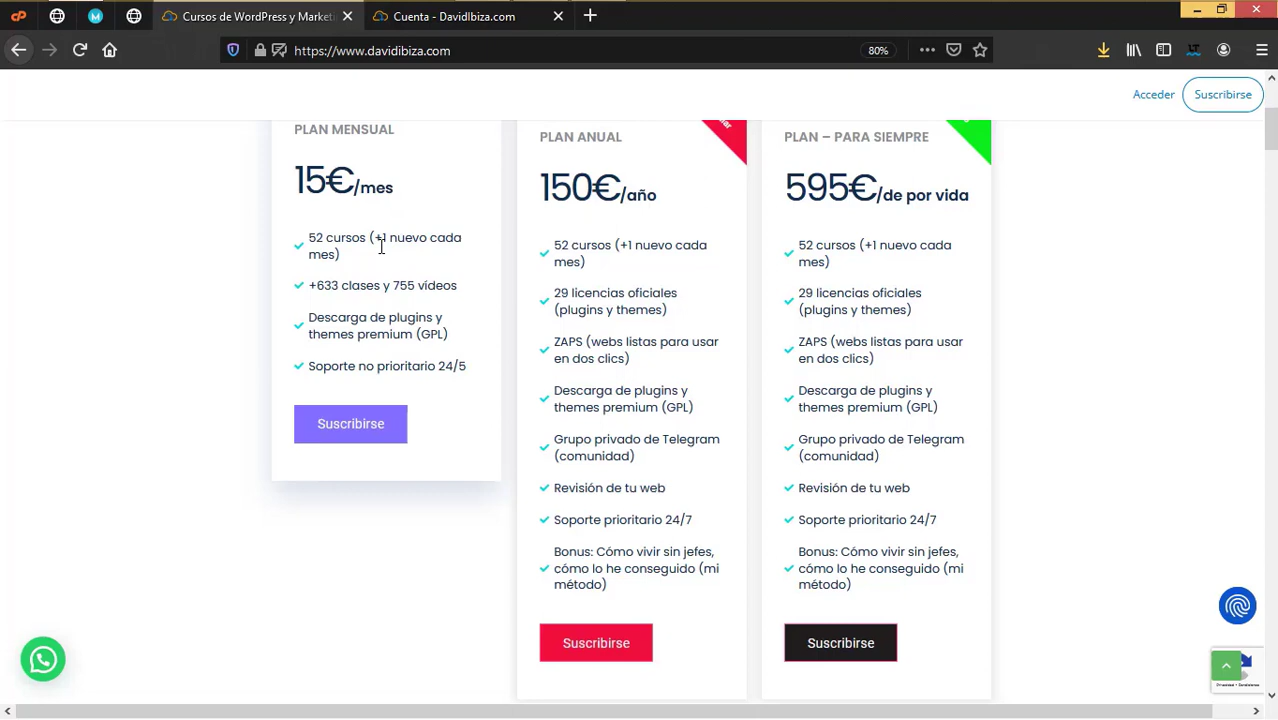 Cursos de WordPress y Marketi
Cuenta - DavidIbiza.com
https://www.davidibiza.com
80%
Acceder
Suscribirse
PLAN MENSUAL
15€/mes
52 cursos (+1 nuevo cada
mes)
+633 clases y 755 vídeos
Descarga de plugins y
themes premium (GPL)
Soporte no prioritario 24/5
Suscribirse
PLAN ANUAL
150€/año
52 cursos (+1 nuevo cada
mes)
29 licencias oficiales
(plugins y themes)
ZAPS (webs listas para usar
en dos clics)
Descarga de plugins y
themes premium (GPL)
Grupo privado de Telegram
(comunidad)
Revisión de tu web
Soporte prioritario 24/7
Bonus: Cómo vivir sin jefes,
cómo lo he conseguido (mi
método)
Suscribirse
PLAN – PARA SIEMPRE
595€/de por vida
52 cursos (+1 nuevo cada
mes)
29 licencias oficiales
(plugins y themes)
ZAPS (webs listas para usar
en dos clics)
Descarga de plugins y
themes premium (GPL)
Grupo privado de Telegram
(comunidad)
Revisión de tu web
Soporte prioritario 24/7
Bonus: Cómo vivir sin jefes,
cómo lo he conseguido (mi
método)
Suscribirse